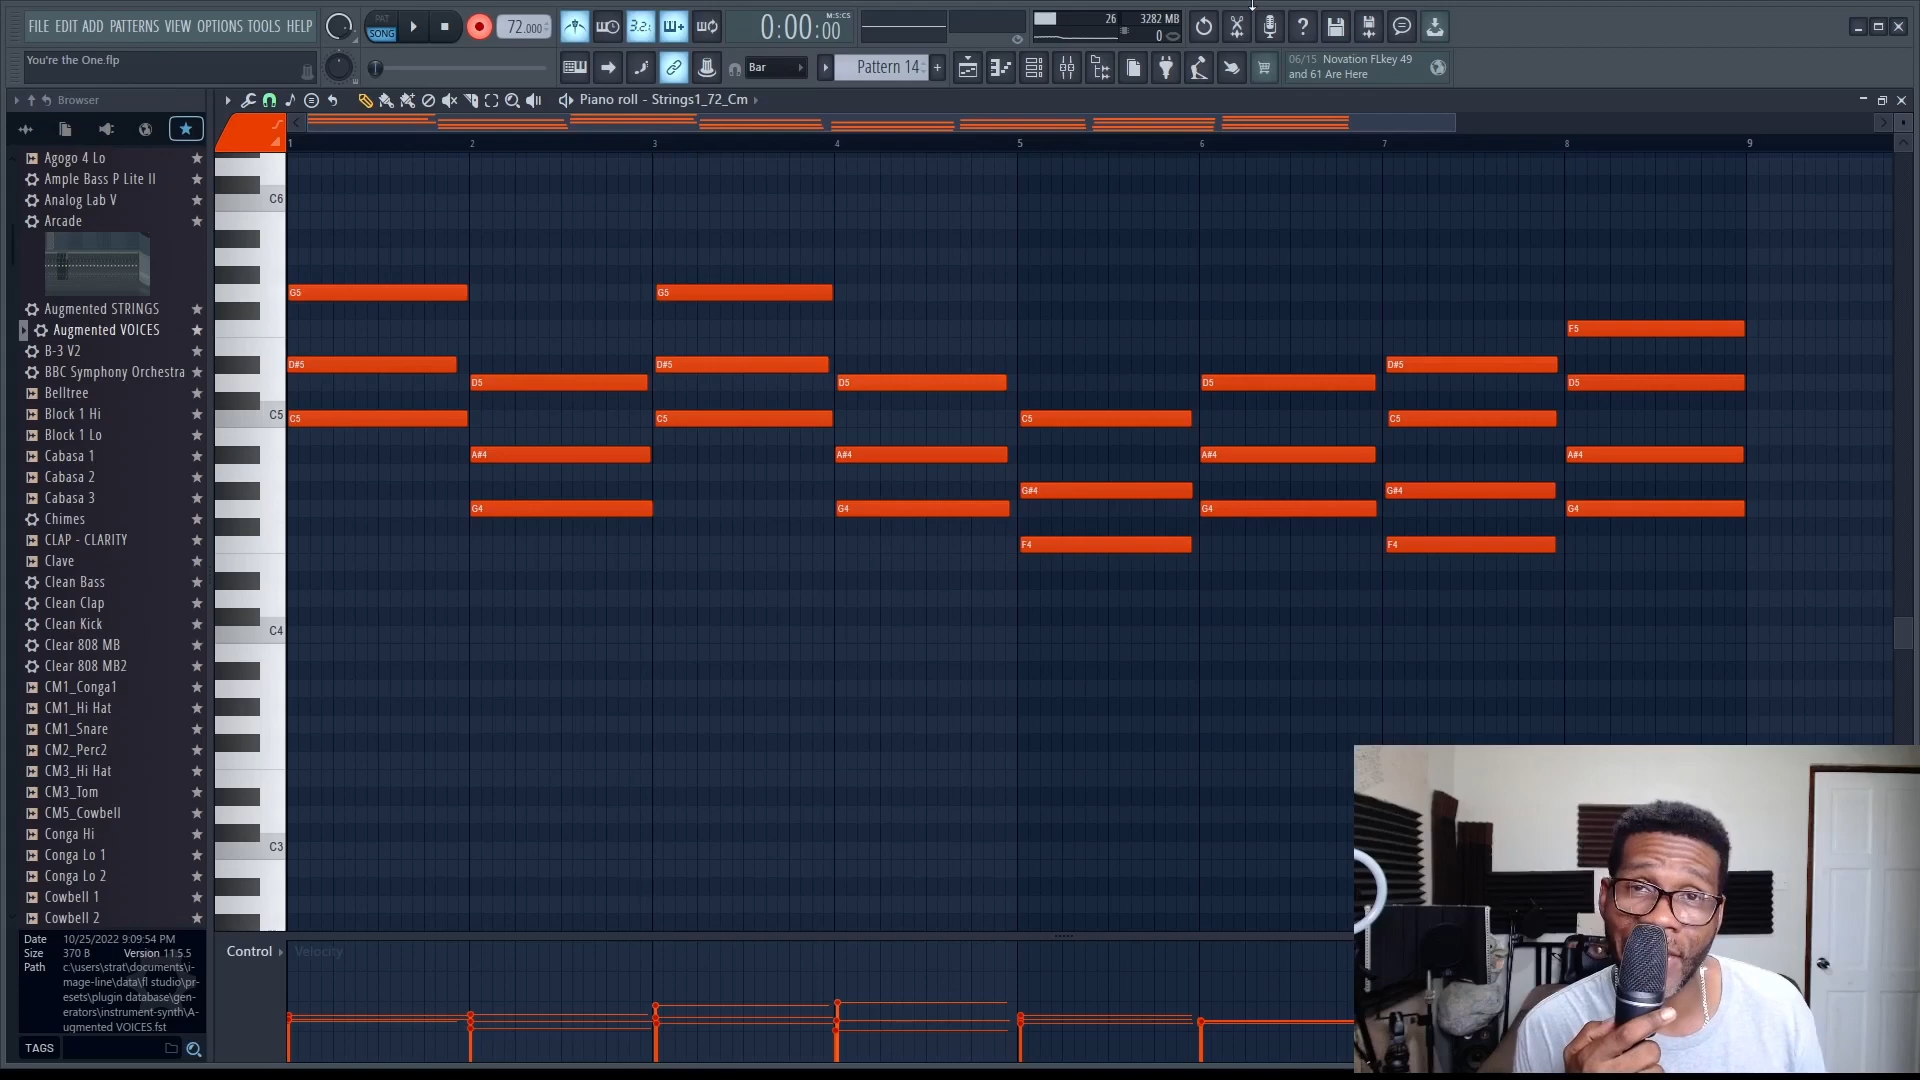 FILE EDIT ADD PATTERNS VIEW OPTIONS TOOLS HELP
PAT
SONG
72.000
3.2:
0:00:00
M:S:CS
26
3282 MB
0
You're the One.flp
Bar
Pattern 14
06/15 Novation FLkey 49
and 61 Are Here
Browser
Piano roll - Strings1_72_Cm
1 2 3 4 5 6 7 8 9
Agogo 4 Lo
Ample Bass P Lite II
Analog Lab V
Arcade
Augmented STRINGS
Augmented VOICES
B-3 V2
BBC Symphony Orchestra
Belltree
Block 1 Hi
Block 1 Lo
Cabasa 1
Cabasa 2
Cabasa 3
Chimes
CLAP - CLARITY
Clave
Clean Bass
Clean Clap
Clean Kick
Clear 808 MB
Clear 808 MB2
CM1_Conga1
CM1_Hi Hat
CM1_Snare
CM2_Perc2
CM3_Hi Hat
CM3_Tom
CM5_Cowbell
Conga Hi
Conga Lo 1
Conga Lo 2
Cowbell 1
Cowbell 2
Date 10/25/2022 9:09:54 PM
Size 370 B Version 11.5.5
Path c:\users\strat\documents\i-
mage-line\data\fl studio\pr-
esets\plugin database\gen-
erators\instrument-synth\A-
ugmented VOICES.fst
TAGS
C6
C5
C4
C3
G5 G5
F5
D#5 D#5 D#5
D5 D5 D5 D5
C5 C5 C5 C5
A#4 A#4 A#4 A#4
G#4 G#4
G4 G4 G4 G4
F4 F4
Control Velocity